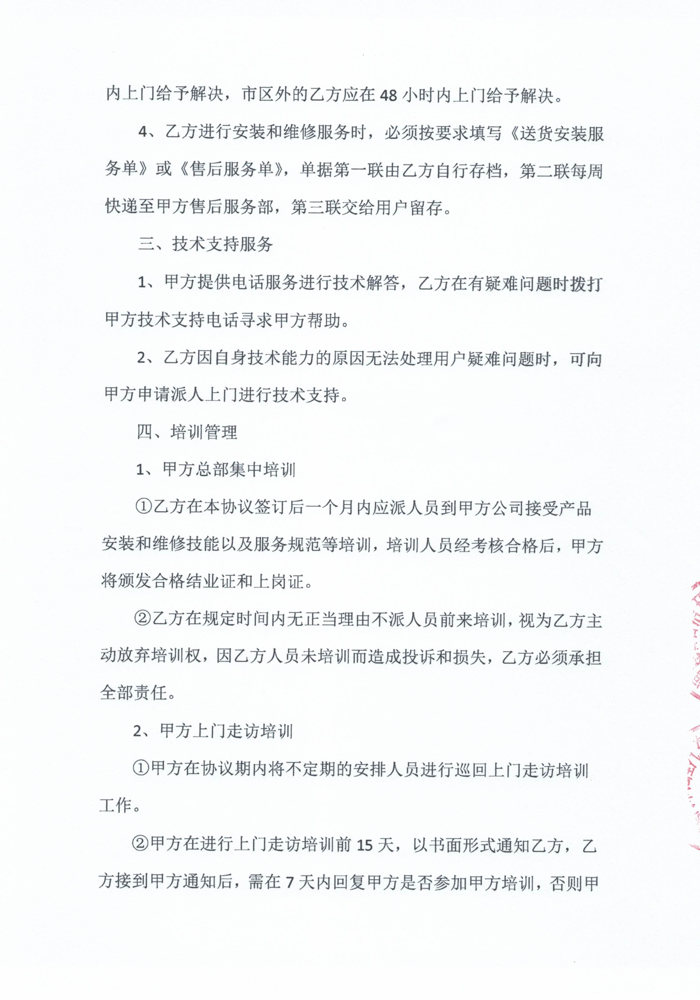 内上门给予解决，市区外的乙方应在 48 小时内上门给予解决。
4、乙方进行安装和维修服务时，必须按要求填写《送货安装服
务单》或《售后服务单》，单据第一联由乙方自行存档，第二联每周
快递至甲方售后服务部，第三联交给用户留存。
三、技术支持服务
1、甲方提供电话服务进行技术解答，乙方在有疑难问题时拨打
甲方技术支持电话寻求甲方帮助。
2、乙方因自身技术能力的原因无法处理用户疑难问题时，可向
甲方申请派人上门进行技术支持。
四、培训管理
1、甲方总部集中培训
①乙方在本协议签订后一个月内应派人员到甲方公司接受产品
安装和维修技能以及服务规范等培训，培训人员经考核合格后，甲方
将颁发合格结业证和上岗证。
②乙方在规定时间内无正当理由不派人员前来培训，视为乙方主
动放弃培训权，因乙方人员未培训而造成投诉和损失，乙方必须承担
全部责任。
2、甲方上门走访培训
①甲方在协议期内将不定期的安排人员进行巡回上门走访培训
工作。
②甲方在进行上门走访培训前 15 天，以书面形式通知乙方，乙
方接到甲方通知后，需在 7 天内回复甲方是否参加甲方培训，否则甲